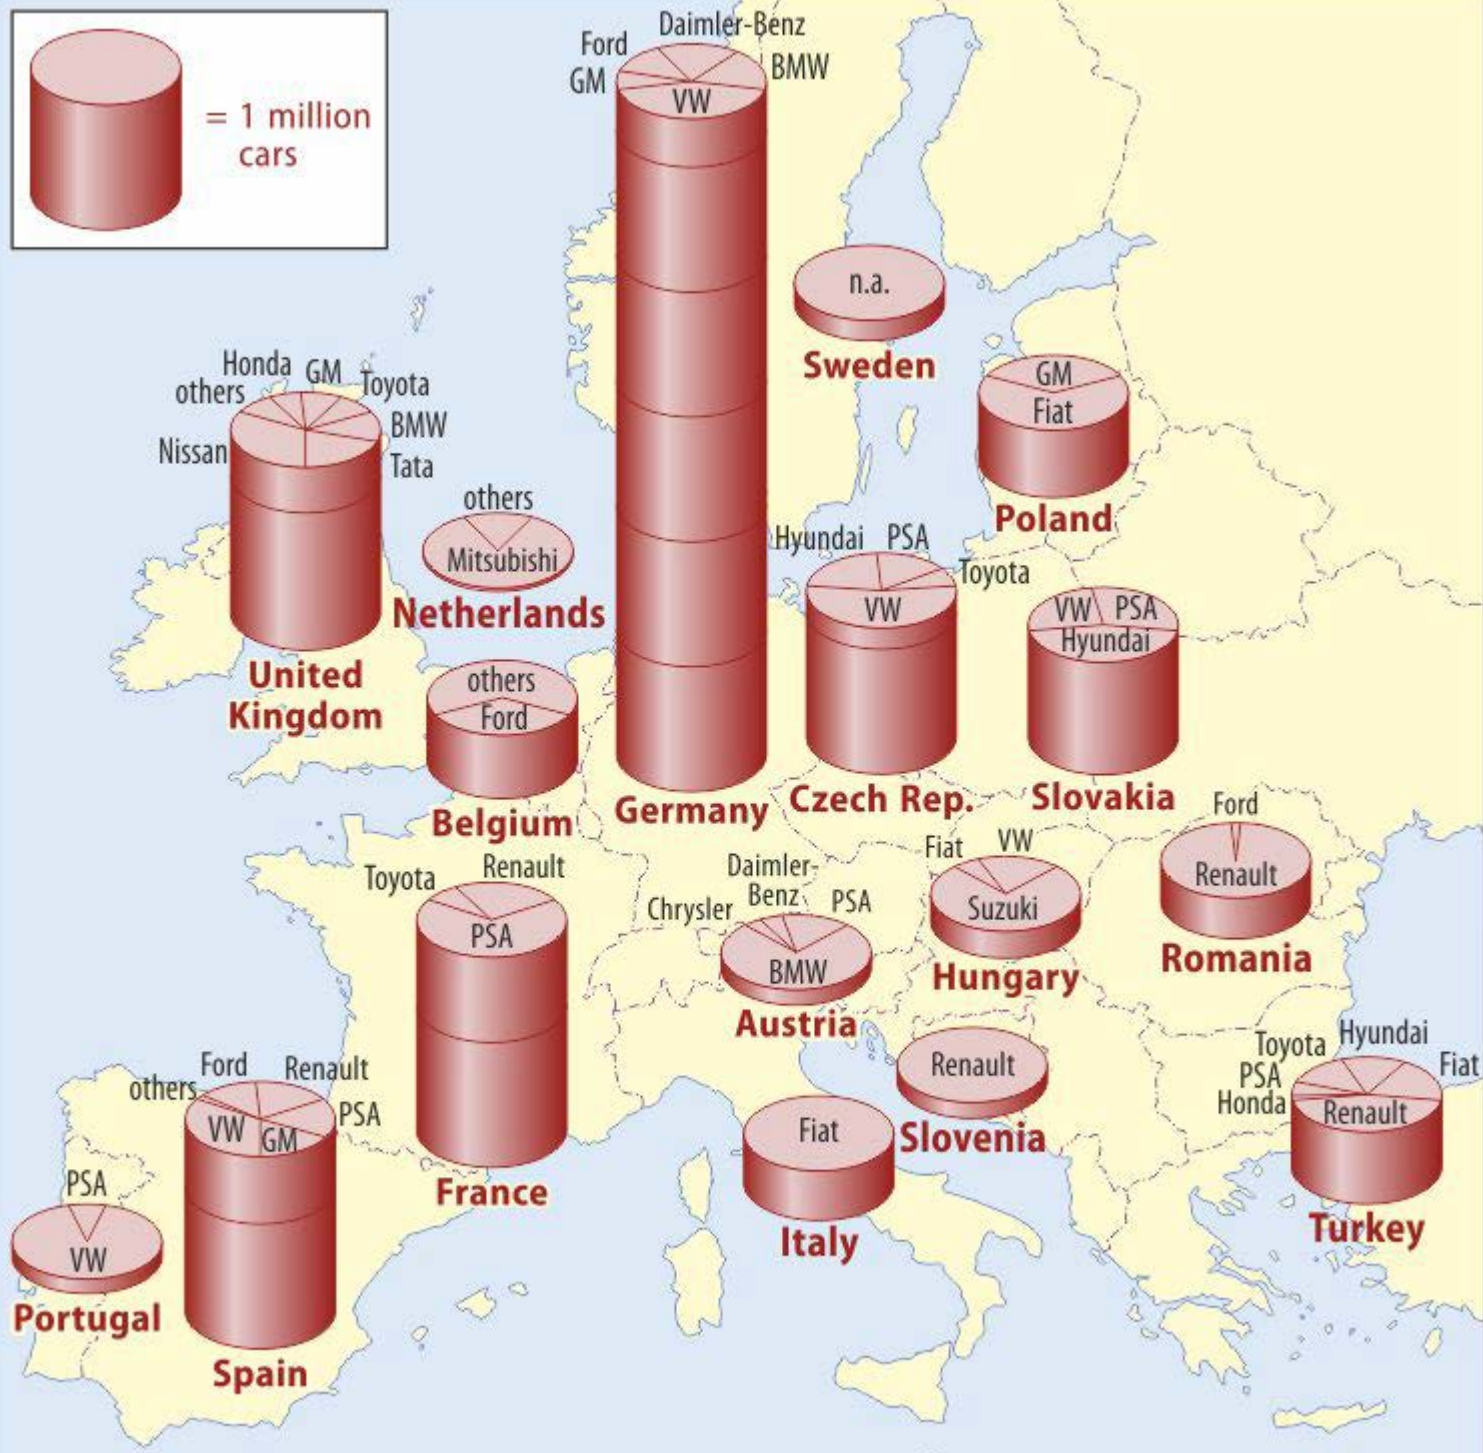 = 1 million
cars
Daimler-Benz
Ford
BMW
GM
VW
Germany
n.a.
Sweden
GM
Fiat
Poland
Honda
GM
Toyota
others
BMW
Nissan
Tata
United
Kingdom
others
Mitsubishi
Netherlands
others
Ford
Belgium
Hyundai
PSA
Toyota
VW
Czech Rep.
VW
PSA
Hyundai
Slovakia
Ford
Renault
Romania
Fiat
VW
Suzuki
Hungary
Daimler-
Benz
Chrysler
PSA
BMW
Austria
Toyota
Renault
PSA
France
Renault
Slovenia
Fiat
Italy
Toyota
Hyundai
Fiat
PSA
Honda
Renault
Turkey
Ford
Renault
others
PSA
VW
GM
Spain
PSA
VW
Portugal